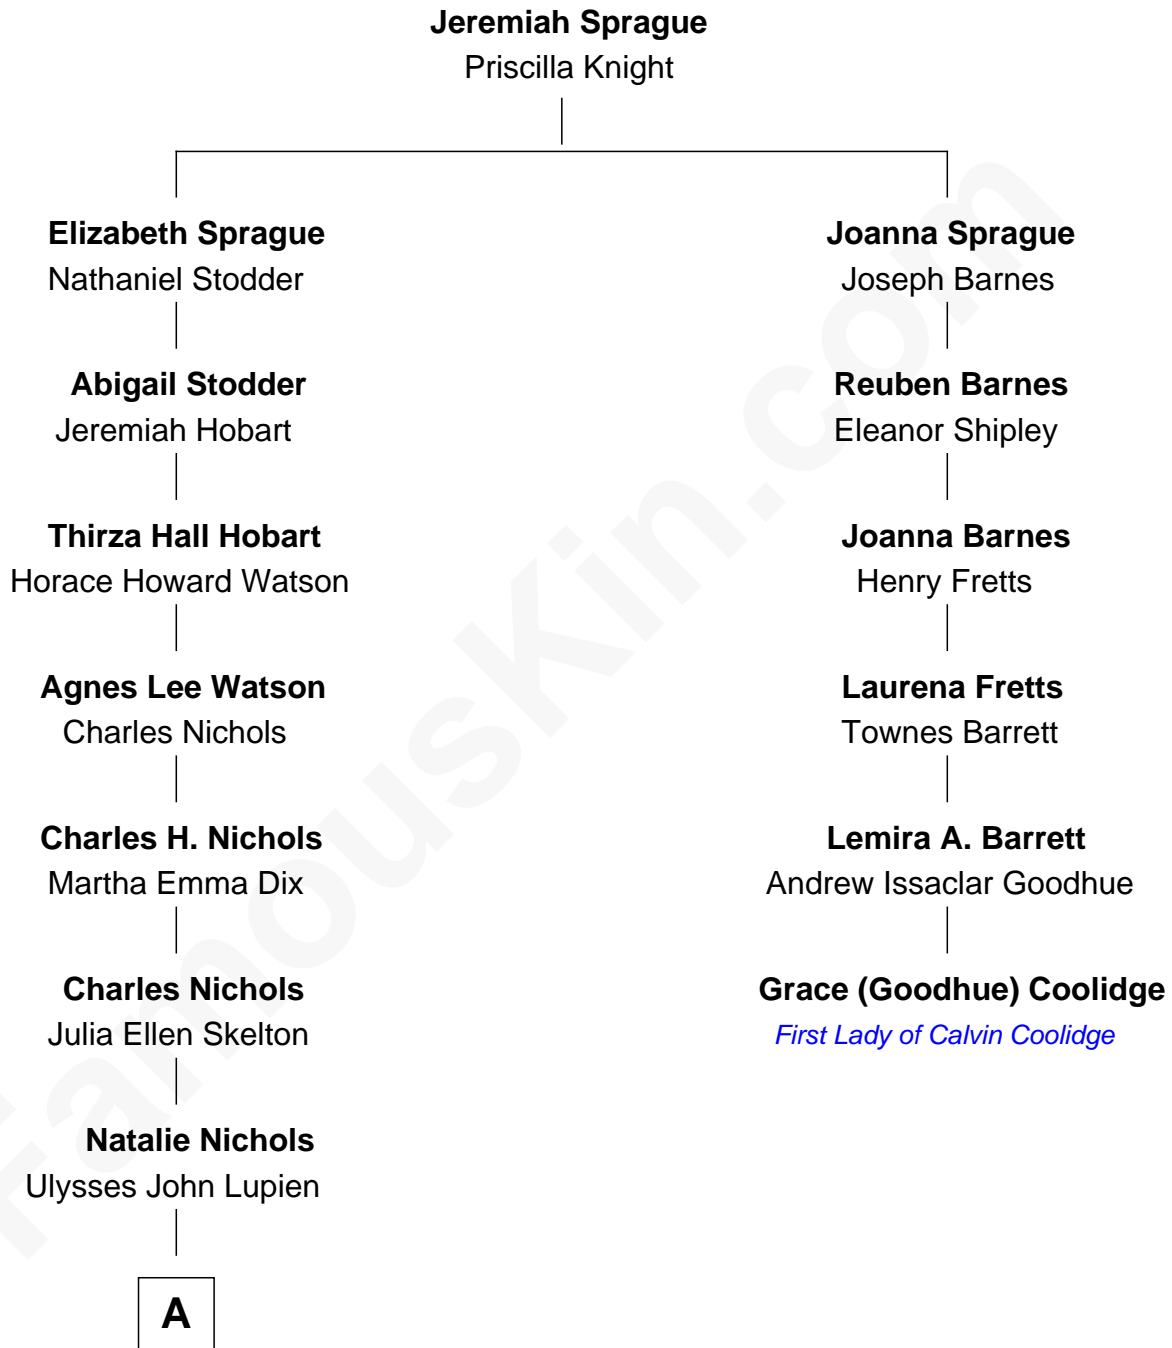 Jeremiah Sprague
Priscilla Knight
Elizabeth Sprague
Nathaniel Stodder
Joanna Sprague
Joseph Barnes
Abigail Stodder
Jeremiah Hobart
Reuben Barnes
Eleanor Shipley
Thirza Hall Hobart
Horace Howard Watson
Joanna Barnes
Henry Fretts
Agnes Lee Watson
Charles Nichols
Laurena Fretts
Townes Barrett
Charles H. Nichols
Martha Emma Dix
Lemira A. Barrett
Andrew Issaclar Goodhue
Charles Nichols
Julia Ellen Skelton
Grace (Goodhue) Coolidge
First Lady of Calvin Coolidge
Natalie Nichols
Ulysses John Lupien
A
FamousKin.com